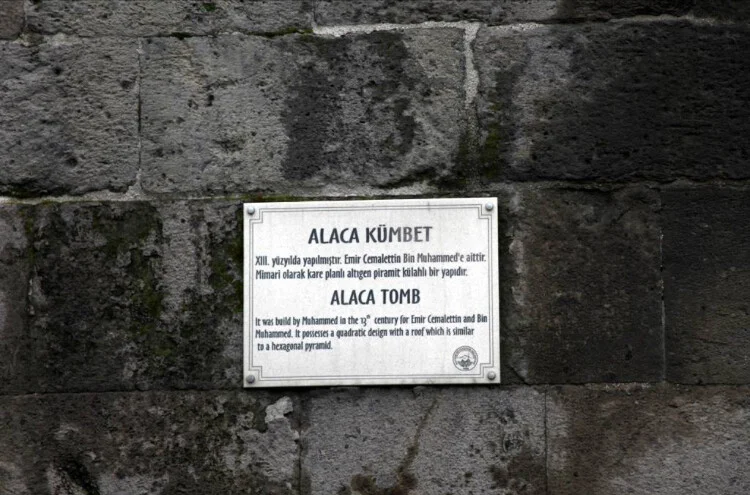 ALACA KÜMBET
XIII. yüzyılda yapılmıştır. Emir Cemalettin Bin Muhammed'e aittir.
Mimari olarak kare planlı altıgen piramit külahlı bir yapıdır.
ALACA TOMB
It was build by Muhammed in the 13th century for Emir Cemalettin and Bin
Mohammed. It possesses a quadratic design with a roof which is similar
to a hexagonal pyramid.